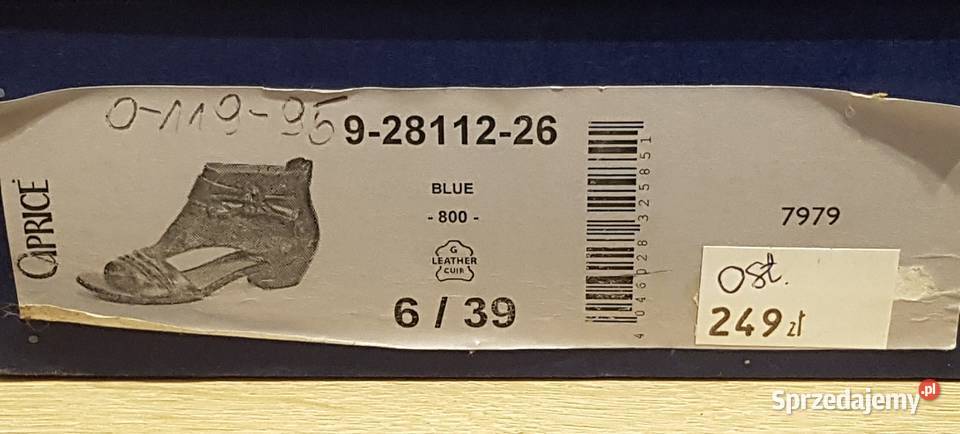 0-119-95
9-28112-26
CAPRICE
BLUE
- 800 -
G
LEATHER
CUIR
6 / 39
4 046028 325851
7979
Ost.
249 zł
Sprzedajemy.pl